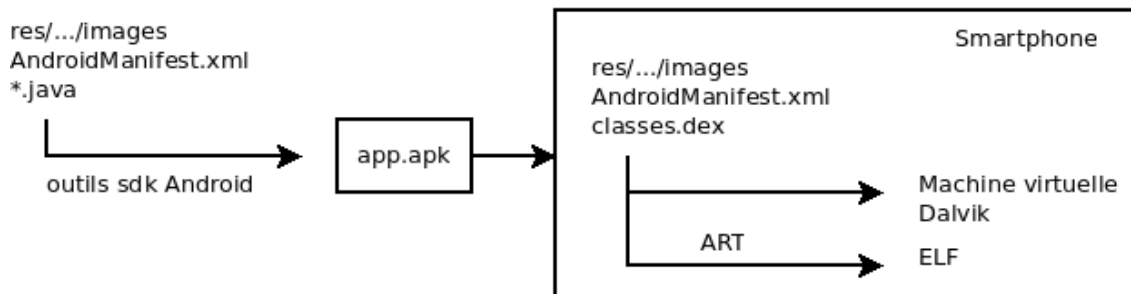 res/.../images
AndroidManifest.xml
*.java
outils sdk Android
app.apk
Smartphone
res/.../images
AndroidManifest.xml
classes.dex
Machine virtuelle
Dalvik
ART
ELF